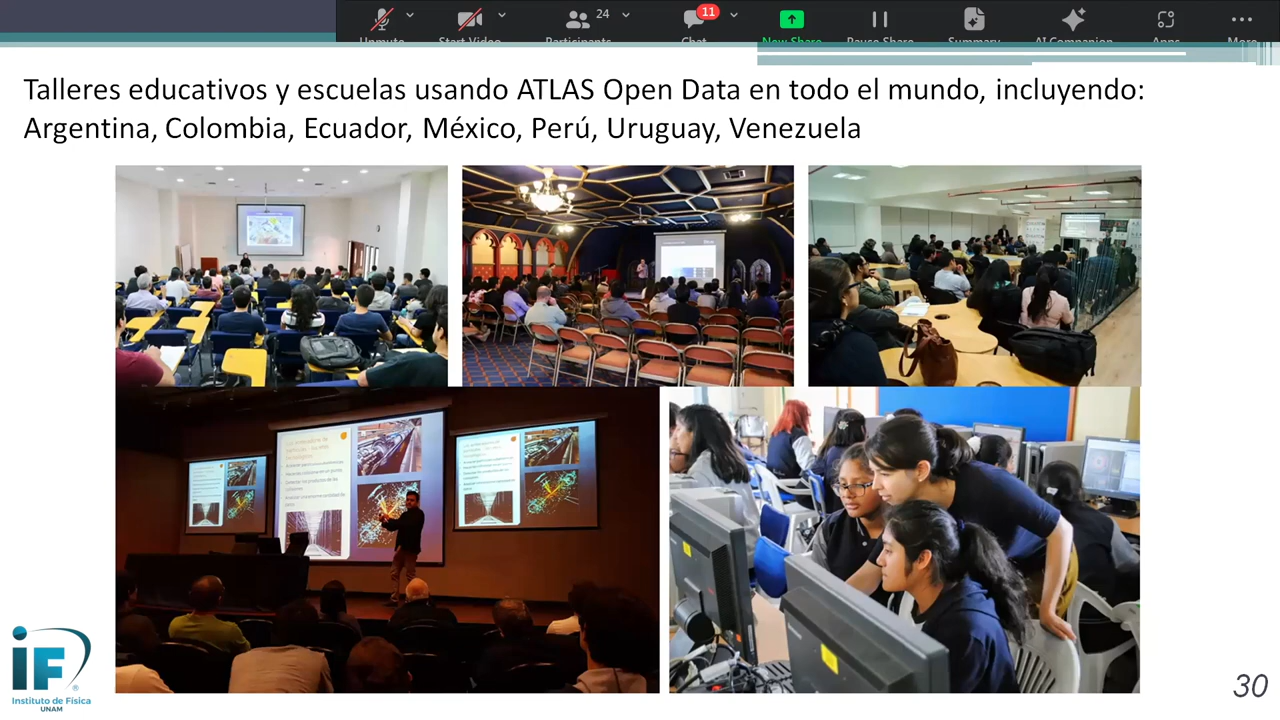 11
24
Unmute
Start Video
Participants
Chat
New Share
Pause Share
Summary
AI Companion
Apps
More
Talleres educativos y escuelas usando ATLAS Open Data en todo el mundo, incluyendo:
Argentina, Colombia, Ecuador, México, Perú, Uruguay, Venezuela
iF
®
Instituto de Física
UNAM
30